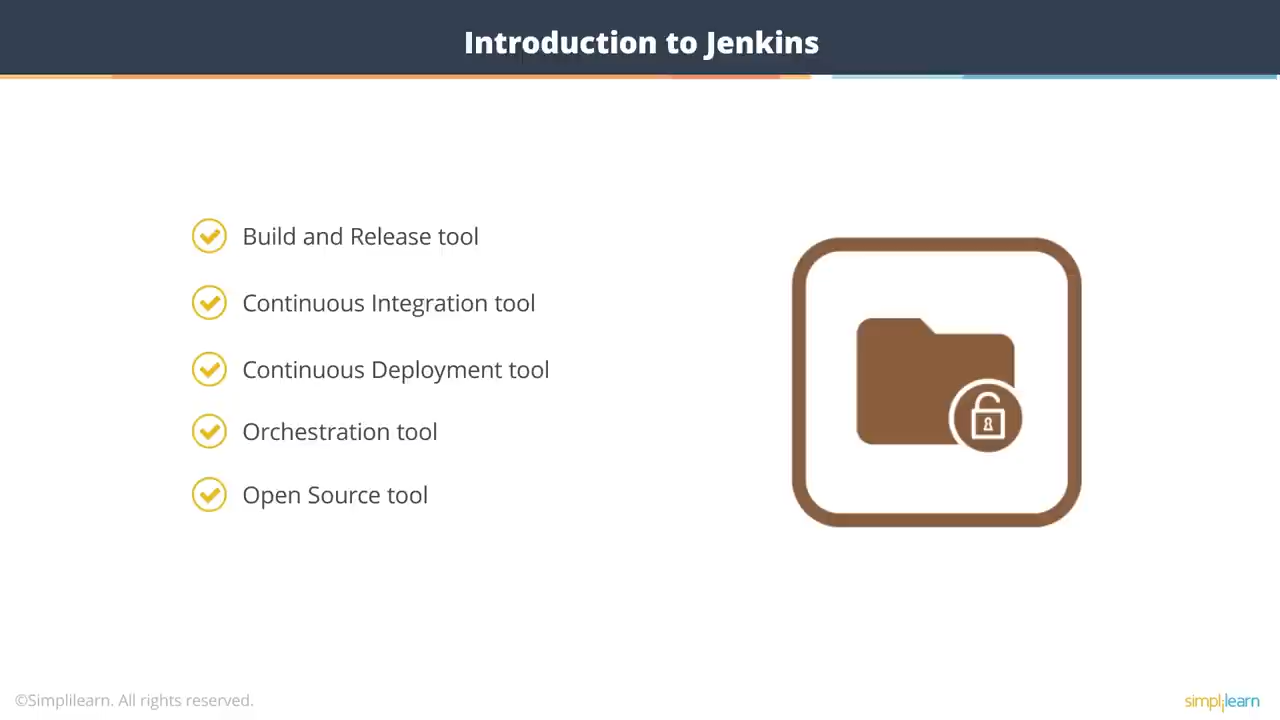 Introduction to Jenkins
Build and Release tool
Continuous Integration tool
Continuous Deployment tool
Orchestration tool
Open Source tool
©Simplilearn. All rights reserved.
simplilearn